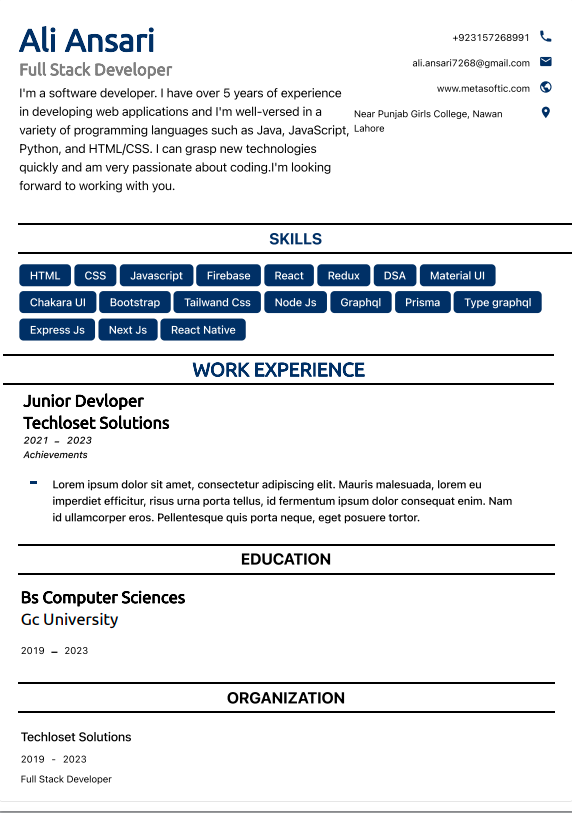 Ali Ansari
Full Stack Developer
I'm a software developer. I have over 5 years of experience
in developing web applications and I'm well-versed in a
variety of programming languages such as Java, JavaScript,
Python, and HTML/CSS. I can grasp new technologies
quickly and am very passionate about coding.I'm looking
forward to working with you.
+923157268991
ali.ansari7268@gmail.com
www.metasoftic.com
Near Punjab Girls College, Nawan
Lahore
SKILLS
HTML CSS Javascript Firebase React Redux DSA Material UI
Chakara UI Bootstrap Tailwand Css Node Js Graphql Prisma Type graphql
Express Js Next Js React Native
WORK EXPERIENCE
Junior Devloper
Techloset Solutions
2021 – 2023
Achievements
- Lorem ipsum dolor sit amet, consectetur adipiscing elit. Mauris malesuada, lorem eu
imperdiet efficitur, risus urna porta tellus, id fermentum ipsum dolor consequat enim. Nam
id ullamcorper eros. Pellentesque quis porta neque, eget posuere tortor.
EDUCATION
Bs Computer Sciences
Gc University
2019 – 2023
ORGANIZATION
Techloset Solutions
2019 - 2023
Full Stack Developer